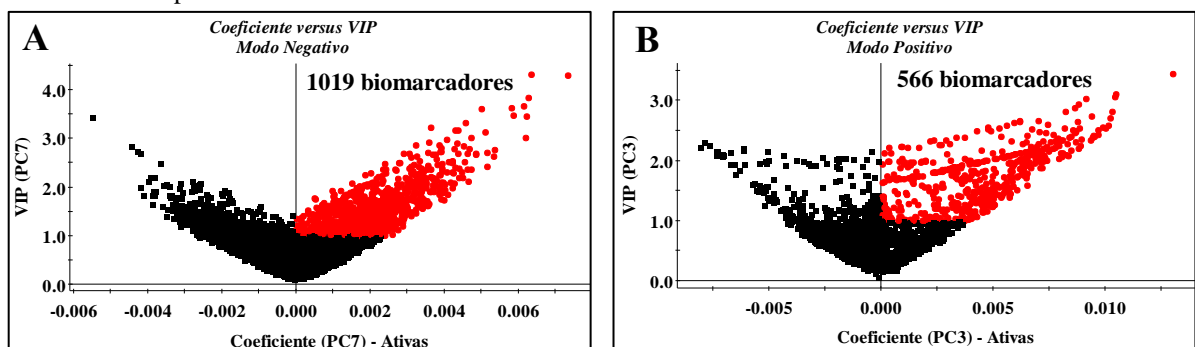 A
Coeficiente versus VIP
Modo Negativo
1019 biomarcadores
VIP (PC7)
4.0
3.0
2.0
1.0
0.0
-0.006
-0.004
-0.002
0.000
0.002
0.004
0.006
Coeficiente (PC7) - Ativas
B
Coeficiente versus VIP
Modo Positivo
566 biomarcadores
VIP (PC3)
3.0
2.0
1.0
0.0
-0.005
0.000
0.005
0.010
Coeficiente (PC3) - Ativas